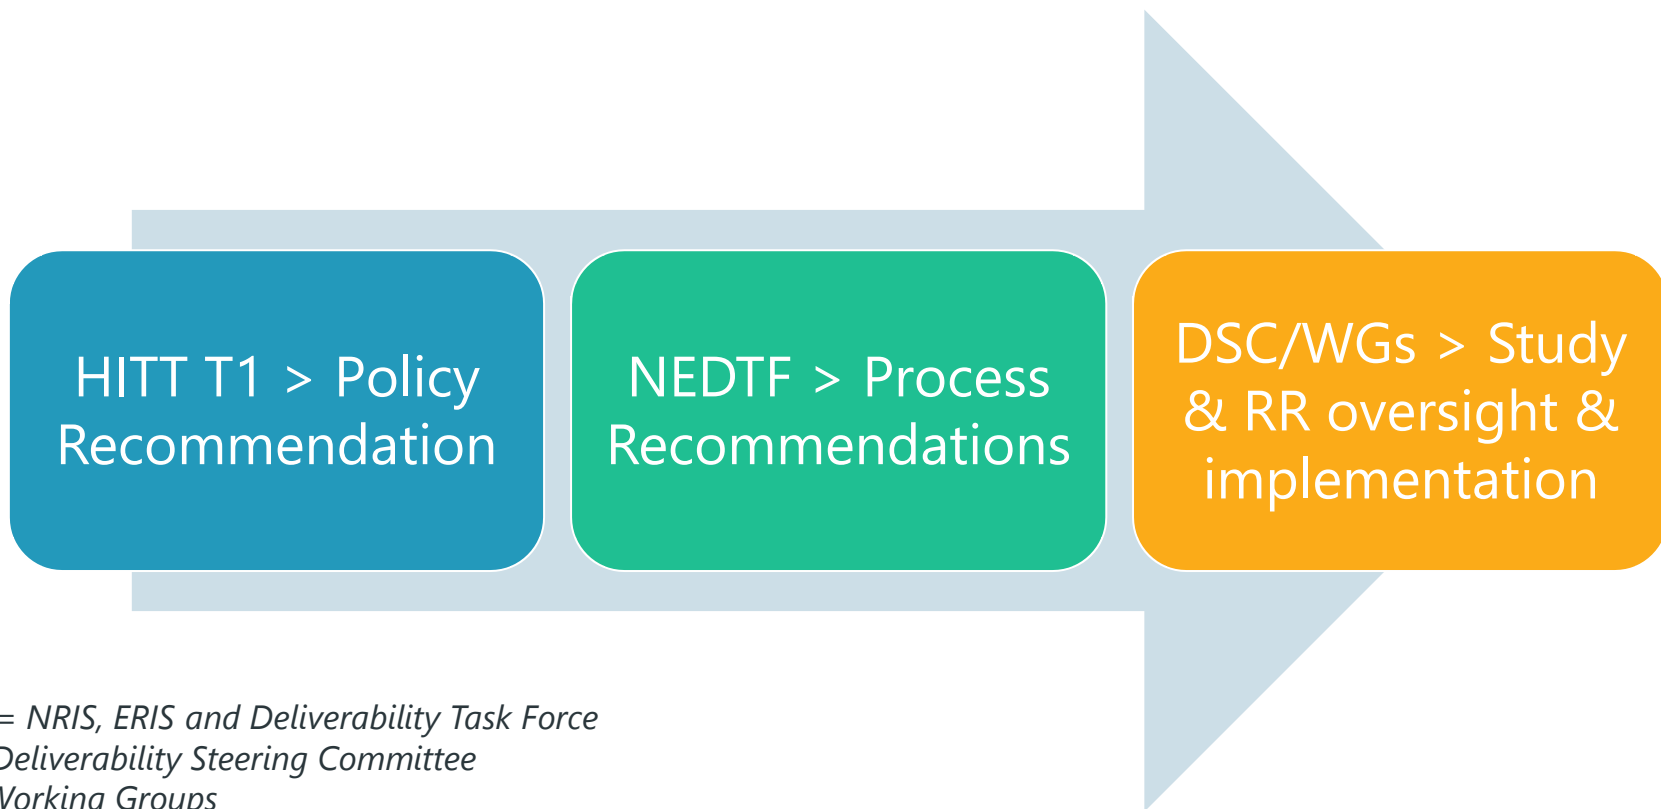 HITT T1 > Policy
Recommendation
NEDTF > Process
Recommendations
DSC/WGs > Study
& RR oversight &
implementation
= NRIS, ERIS and Deliverability Task Force
Deliverability Steering Committee
Working Groups